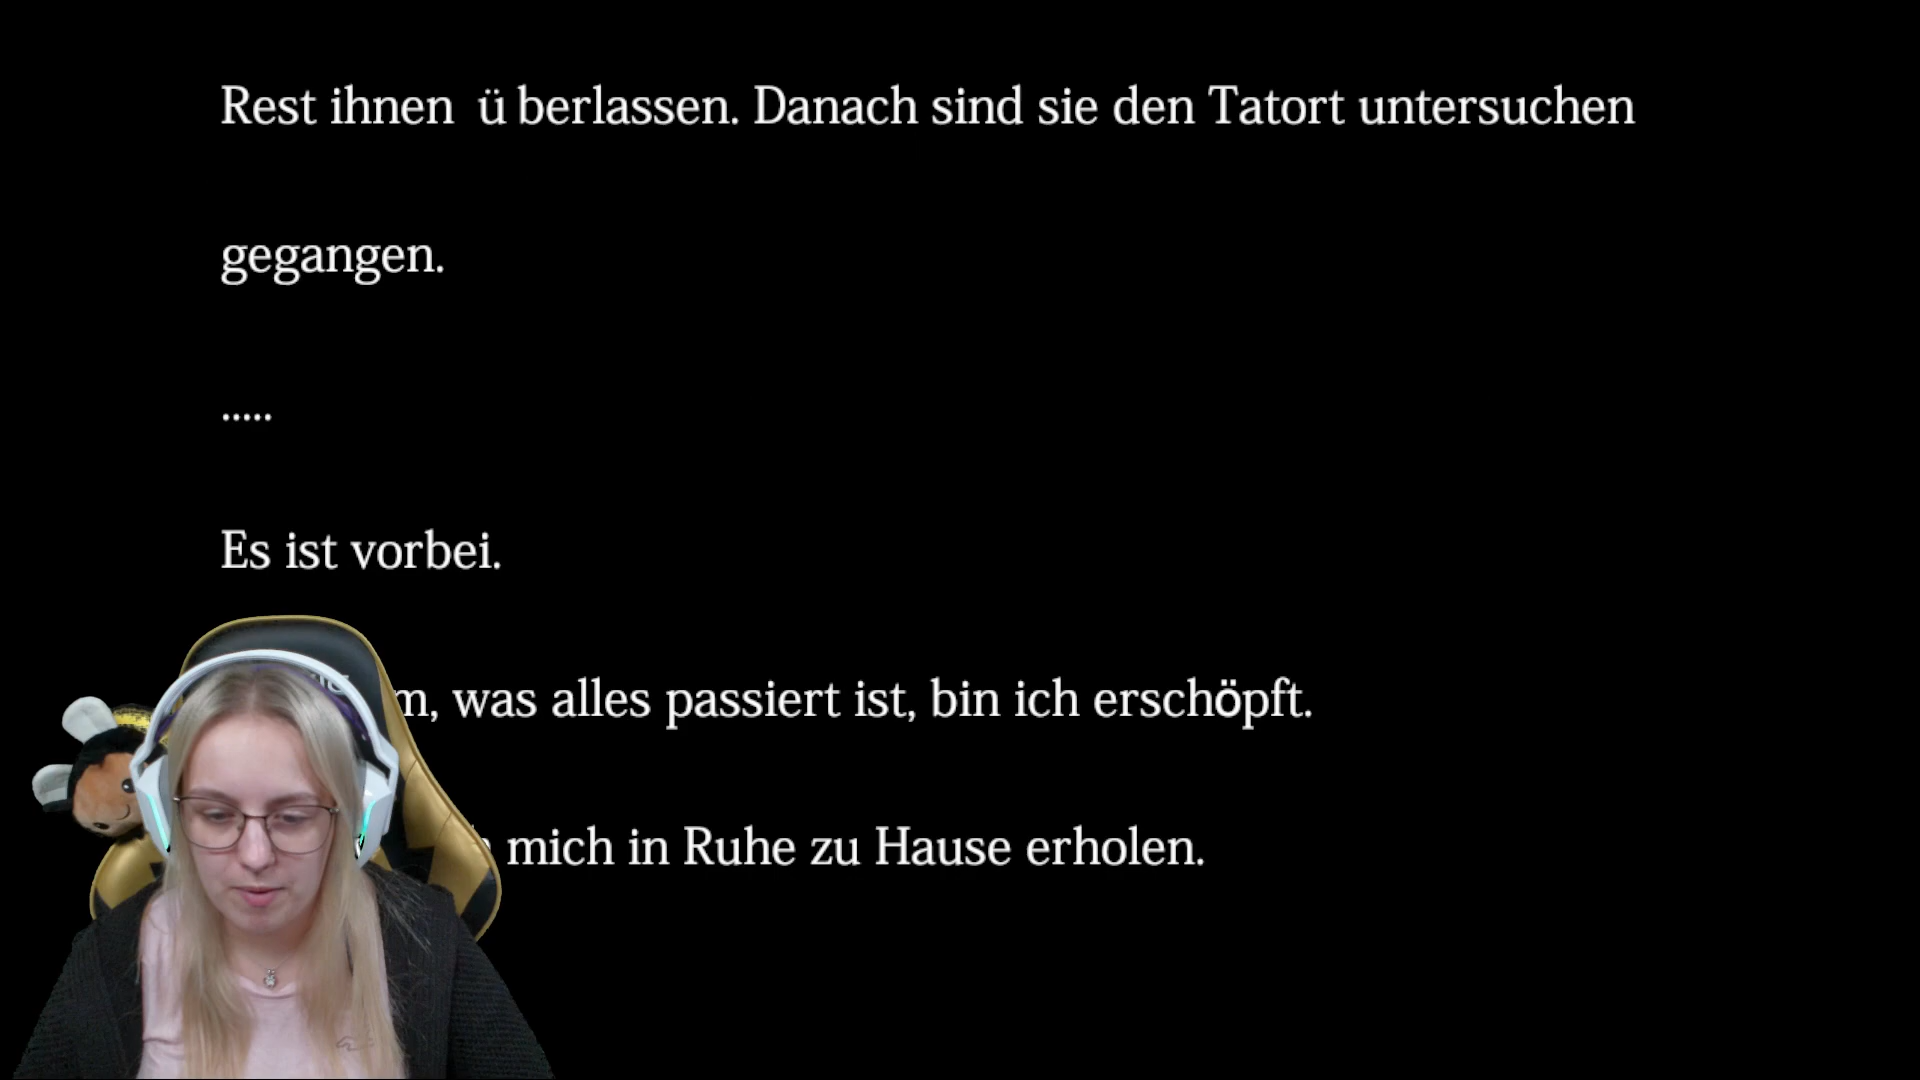 Rest ihnen ü berlassen. Danach sind sie den Tatort untersuchen
gegangen.
.....
Es ist vorbei.
was alles passiert ist, bin ich erschöpft.
mich in Ruhe zu Hause erholen.